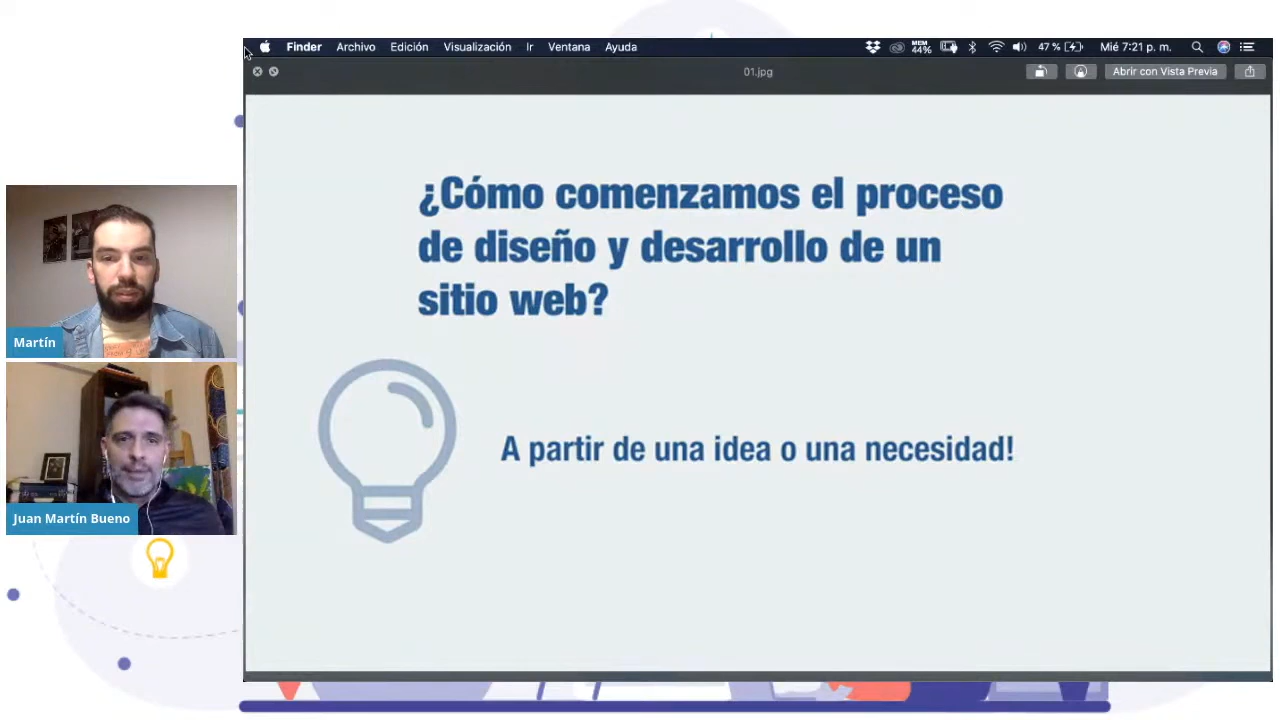 Finder Archivo Edición Visualización Ir Ventana Ayuda MEM 44% 47 % Mié 7:21 p. m.
01.jpg Abrir con Vista Previa
¿Cómo comenzamos el proceso
de diseño y desarrollo de un
sitio web?
A partir de una idea o una necesidad!
Martín
Juan Martín Bueno